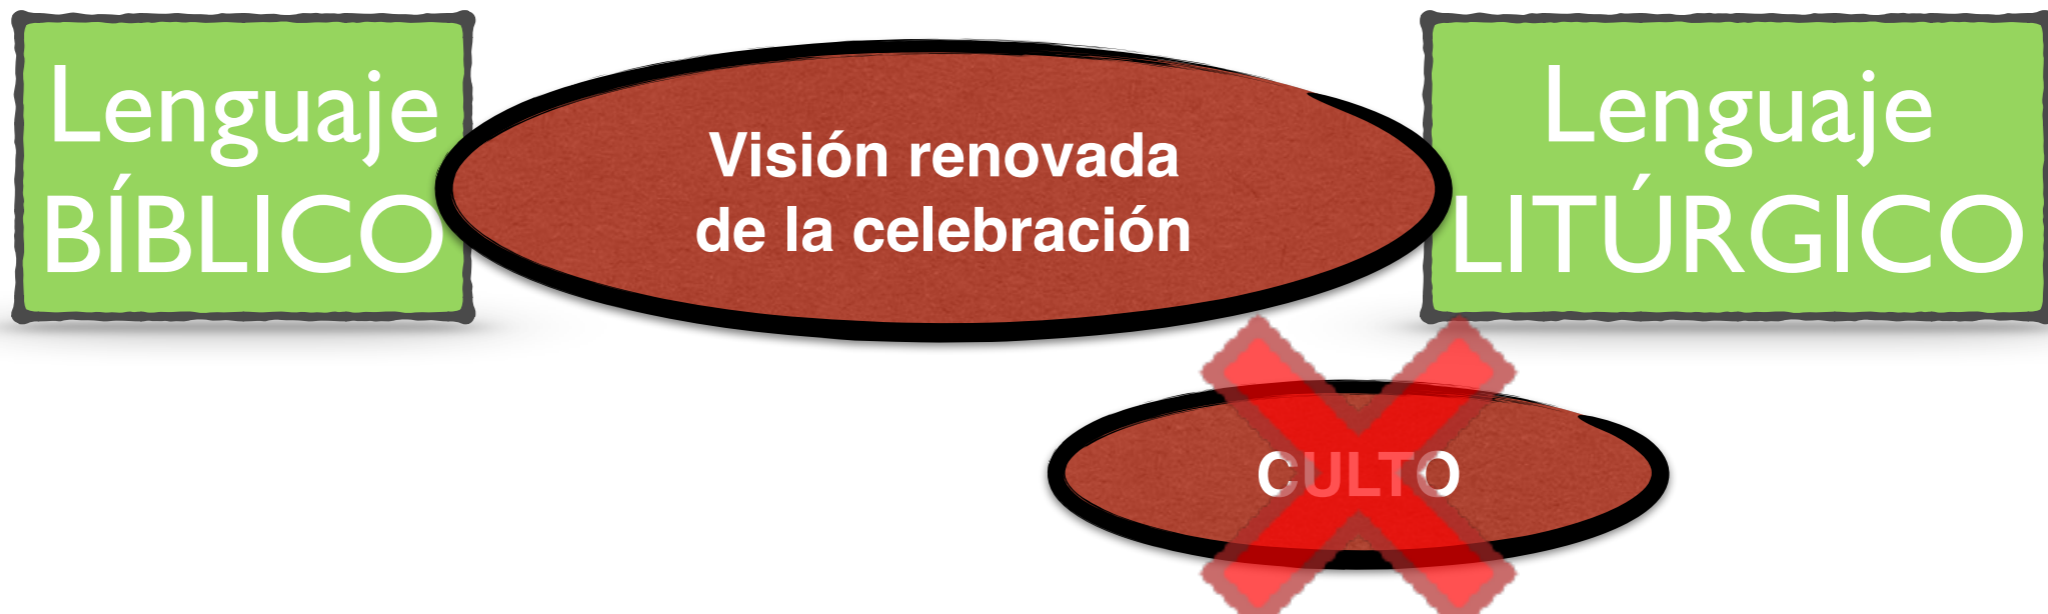 Lenguaje
BÍBLICO
Visión renovada
de la celebración
Lenguaje
LITÚRGICO
CULTO